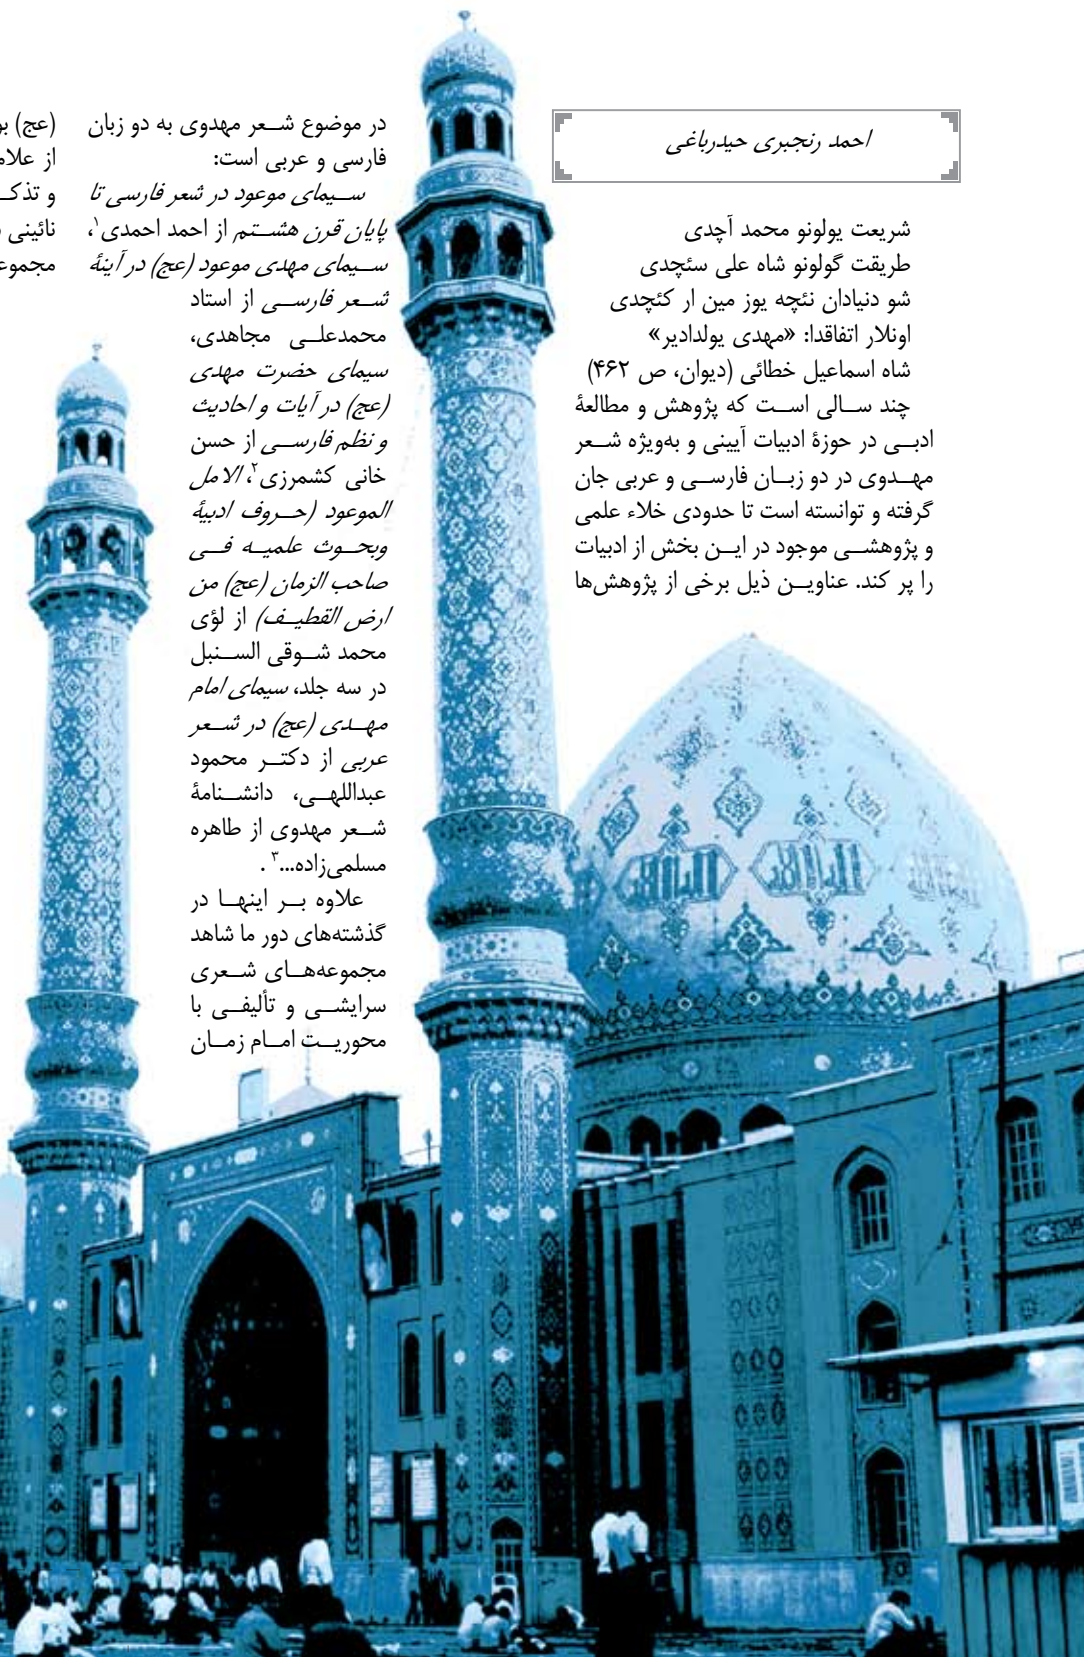 احمد رنجبری حیدرباغی
شریعت یولونو محمد آچدی
طریقت گولونو شاه علی سئچدی
شو دنیادان نئچه یوز مین ار کئچدی
اونلار اتفاقدا: «مهدی یولدادیر»
شاه اسماعیل خطائی (دیوان، ص ۴۶۲)
چند سالی است که پژوهش و مطالعهٔ
ادبی در حوزهٔ ادبیات آیینی و به‌ویژه شعر
مهدوی در دو زبان فارسی و عربی جان
گرفته و توانسته است تا حدودی خلاء علمی
و پژوهشی موجود در این بخش از ادبیات
را پر کند. عناوین ذیل برخی از پژوهش‌ها
در موضوع شعر مهدوی به دو زبان
فارسی و عربی است:
سیمای موعود در شعر فارسی تا
پایان قرن هشتم از احمد احمدی۱،
سیمای مهدی موعود (عج) در آینهٔ
شعر فارسی از استاد
محمدعلی مجاهدی،
سیمای حضرت مهدی
(عج) در آیات و احادیث
و نظم فارسی از حسن
خانی کشمرزی۲، الامل
الموعود (حروف ادبیهٔ
وبحوث علمیه فی
صاحب الزمان (عج) من
ارض القطیف) از لؤی
محمد شوقی السنبل
در سه جلد، سیمای امام
مهدی (عج) در شعر
عربی از دکتر محمود
عبداللهی، دانشنامهٔ
شعر مهدوی از طاهره
مسلمی‌زاده...۳ .
علاوه بر اینها در
گذشته‌های دور ما شاهد
مجموعه‌های شعری
سرایشی و تألیفی با
محوریت امام زمان
(عج)
از
و
نائینی